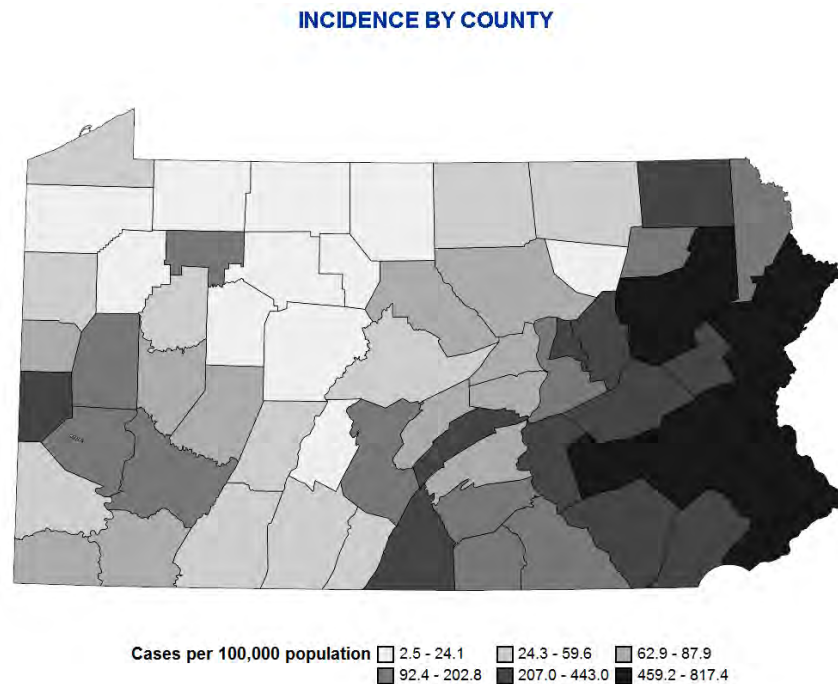 INCIDENCE BY COUNTY
Cases per 100,000 population 2.5 - 24.1 24.3 - 59.6 62.9 - 87.9
92.4 - 202.8 207.0 - 443.0 459.2 - 817.4